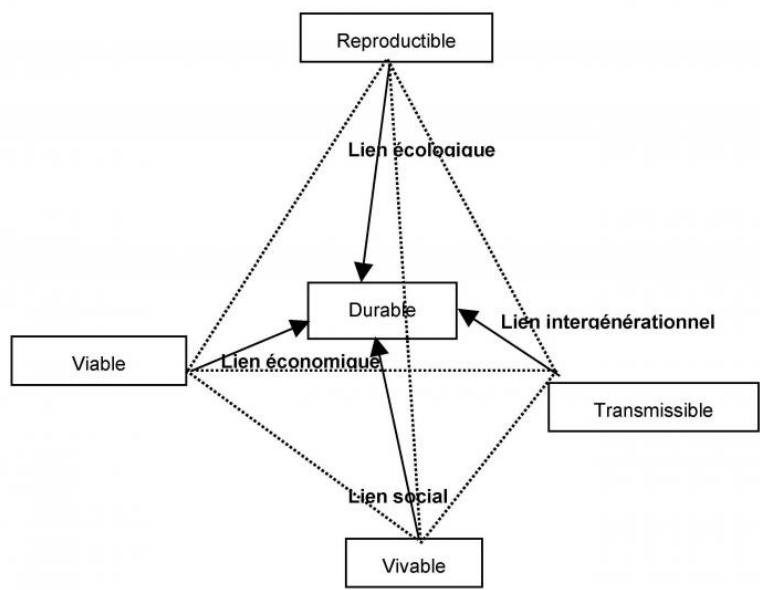 Reproductible
Lien écologique
Durable
Lien intergénérationnel
Viable
Lien économique
Transmissible
Lien social
Vivable